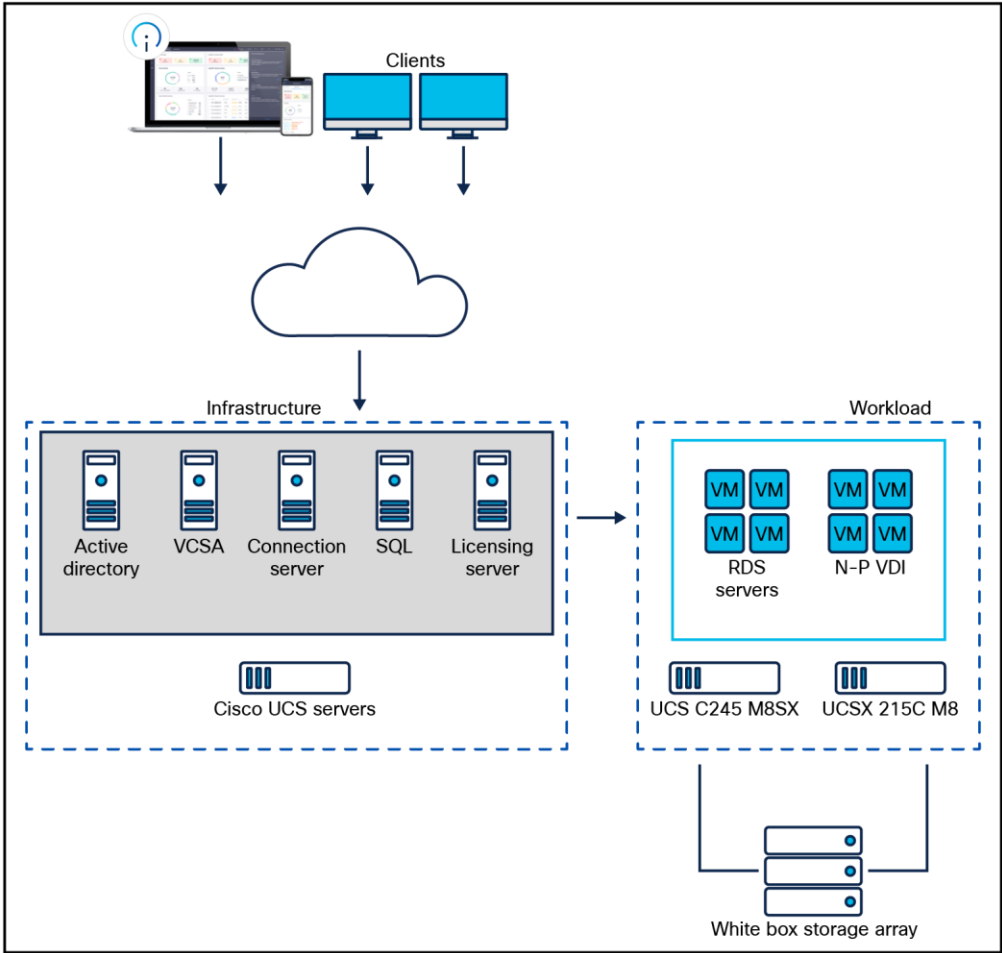 Clients
Infrastructure
Workload
Active
directory
VCSA
Connection
server
SQL
Licensing
server
VM VM
VM VM
RDS
servers
VM VM
VM VM
N-P VDI
Cisco UCS servers
UCS C245 M8SX
UCSX 215C M8
White box storage array